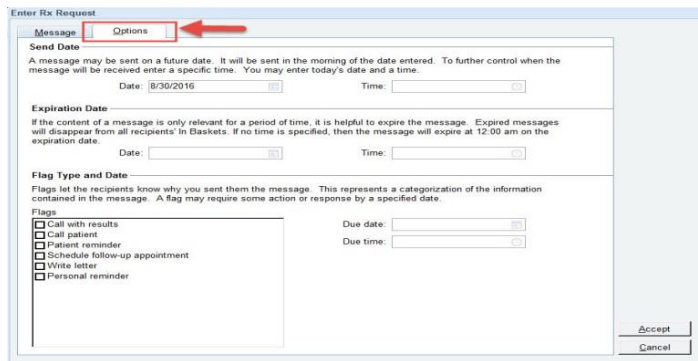 Enter Rx Request
Message Options
Send Date
A message may be sent on a future date. It will be sent in the morning of the date entered. To further control when the
message will be received enter a specific time. You may enter today's date and a time.
Date: 8/30/2016 Time:
Expiration Date
If the content of a message is only relevant for a period of time, it is helpful to expire the message. Expired messages
will disappear from all recipients' In Baskets. If no time is specified, then the message will expire at 12:00 am on the
expiration date.
Date: Time:
Flag Type and Date
Flags let the recipients know why you sent them the message. This represents a categorization of the information
contained in the message. A flag may require some action or response by a specified date.
Flags
Call with results Due date:
Call patient
Patient reminder Due time:
Schedule follow-up appointment
Write letter
Personal reminder
Accept
Cancel